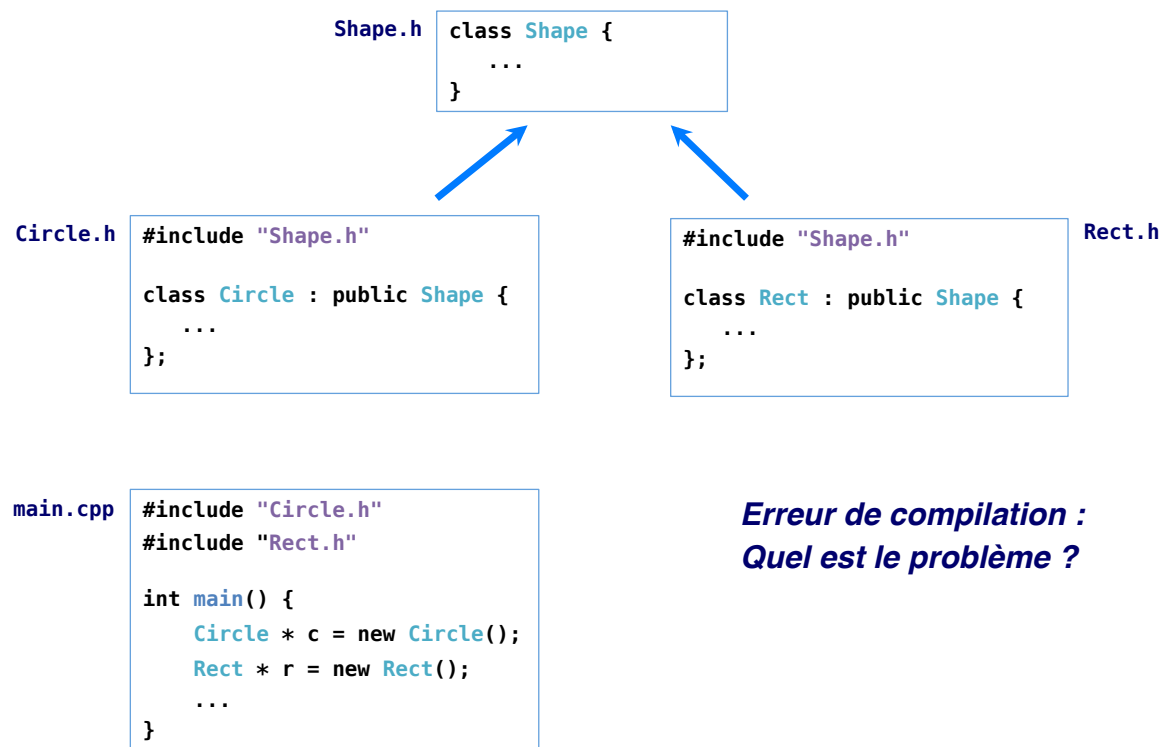 Shape.h
class Shape {
...
}
Circle.h
#include "Shape.h"
class Circle : public Shape {
...
};
#include "Shape.h"
class Rect : public Shape {
...
};
Rect.h
main.cpp
#include "Circle.h"
#include "Rect.h"
int main() {
Circle * c = new Circle();
Rect * r = new Rect();
...
}
Erreur de compilation :
Quel est le problème ?